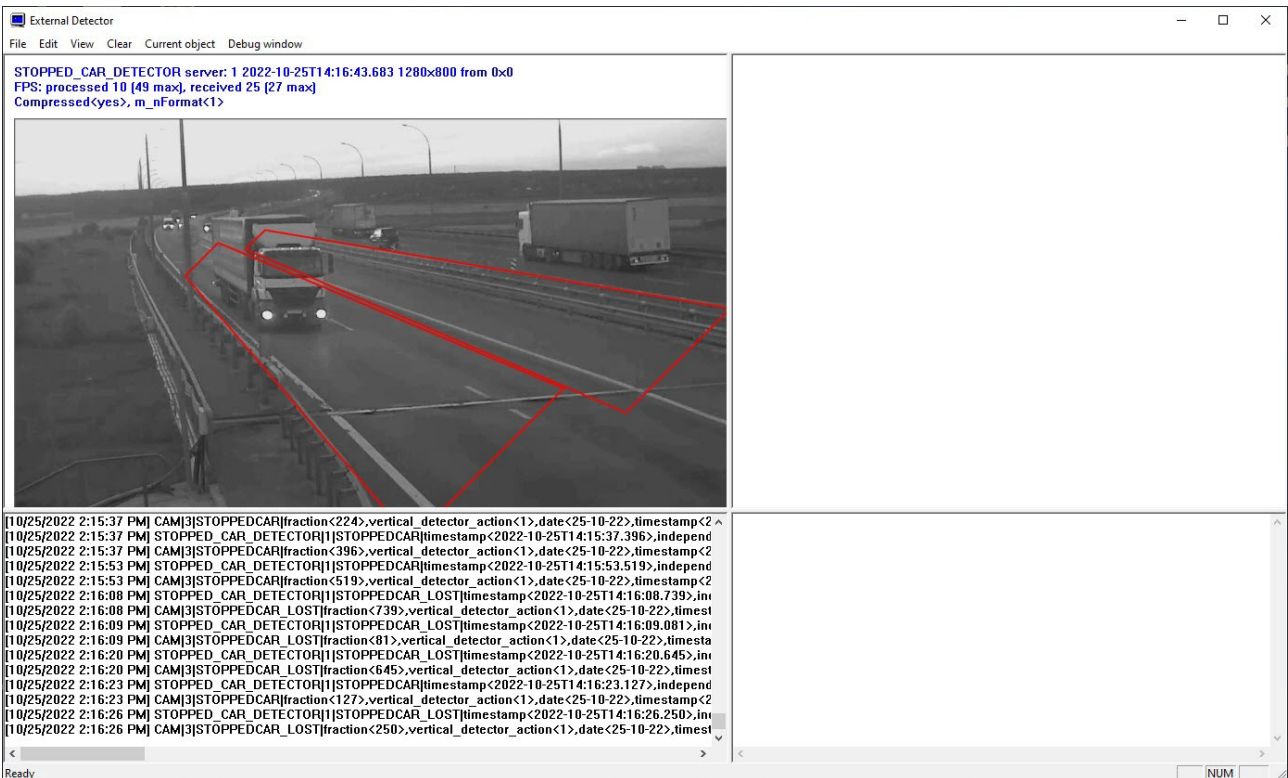 External Detector
File Edit View Clear Current object Debug window
STOPPED_CAR_DETECTOR server: 1 2022-10-25T14:16:43.683 1280x800 from 0x0
FPS: processed 10 (49 max), received 25 (27 max)
Compressed<yes>, m_nFormat<1>
[10/25/2022 2:15:37 PM] CAM|3|STOPPEDCAR|fraction<224>,vertical_detector_action<1>,date<25-10-22>,timestamp<2
[10/25/2022 2:15:37 PM] STOPPED_CAR_DETECTOR|1|STOPPEDCAR|timestamp<2022-10-25T14:15:37.396>,independ
[10/25/2022 2:15:37 PM] CAM|3|STOPPEDCAR|fraction<396>,vertical_detector_action<1>,date<25-10-22>,timestamp<2
[10/25/2022 2:15:53 PM] STOPPED_CAR_DETECTOR|1|STOPPEDCAR|timestamp<2022-10-25T14:15:53.519>,independ
[10/25/2022 2:15:53 PM] CAM|3|STOPPEDCAR|fraction<519>,vertical_detector_action<1>,date<25-10-22>,timestamp<2
[10/25/2022 2:16:08 PM] STOPPED_CAR_DETECTOR|1|STOPPEDCAR_LOST|timestamp<2022-10-25T14:16:08.739>,in
[10/25/2022 2:16:08 PM] CAM|3|STOPPEDCAR_LOST|fraction<739>,vertical_detector_action<1>,date<25-10-22>,timest
[10/25/2022 2:16:09 PM] STOPPED_CAR_DETECTOR|1|STOPPEDCAR_LOST|timestamp<2022-10-25T14:16:09.081>,in
[10/25/2022 2:16:09 PM] CAM|3|STOPPEDCAR_LOST|fraction<81>,vertical_detector_action<1>,date<25-10-22>,timesta
[10/25/2022 2:16:20 PM] STOPPED_CAR_DETECTOR|1|STOPPEDCAR_LOST|timestamp<2022-10-25T14:16:20.645>,in
[10/25/2022 2:16:20 PM] CAM|3|STOPPEDCAR_LOST|fraction<645>,vertical_detector_action<1>,date<25-10-22>,timest
[10/25/2022 2:16:23 PM] STOPPED_CAR_DETECTOR|1|STOPPEDCAR|timestamp<2022-10-25T14:16:23.127>,independ
[10/25/2022 2:16:23 PM] CAM|3|STOPPEDCAR|fraction<127>,vertical_detector_action<1>,date<25-10-22>,timestamp<2
[10/25/2022 2:16:26 PM] STOPPED_CAR_DETECTOR|1|STOPPEDCAR_LOST|timestamp<2022-10-25T14:16:26.250>,in
[10/25/2022 2:16:26 PM] CAM|3|STOPPEDCAR_LOST|fraction<250>,vertical_detector_action<1>,date<25-10-22>,timest
Ready
NUM